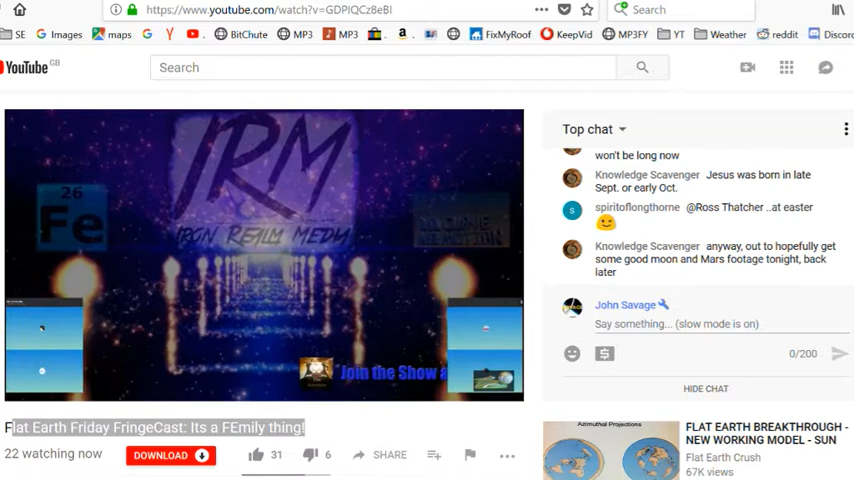 https://www.youtube.com/watch?v=GDPIQCz8eBI
Search
SE
Images
maps
BitChute
MP3
MP3
a
FixMyRoof
KeepVid
MP3FY
YT
Weather
reddit
Discord
YouTube GB
Search
JRM
IRON REALM MEDIA
26
Fe
Join the Show a
Top chat
won't be long now
Knowledge Scavenger Jesus was born in late
Sept. or early Oct.
spiritoflongthorne @Ross Thatcher ..at easter
Knowledge Scavenger anyway, out to hopefully get
some good moon and Mars footage tonight, back
later
John Savage
Say something... (slow mode is on)
0/200
HIDE CHAT
Flat Earth Friday FringeCast: Its a FEmily thing!
22 watching now
DOWNLOAD
31
6
SHARE
Azimuthal Projections
FLAT EARTH BREAKTHROUGH -
NEW WORKING MODEL - SUN
Flat Earth Crush
67K views